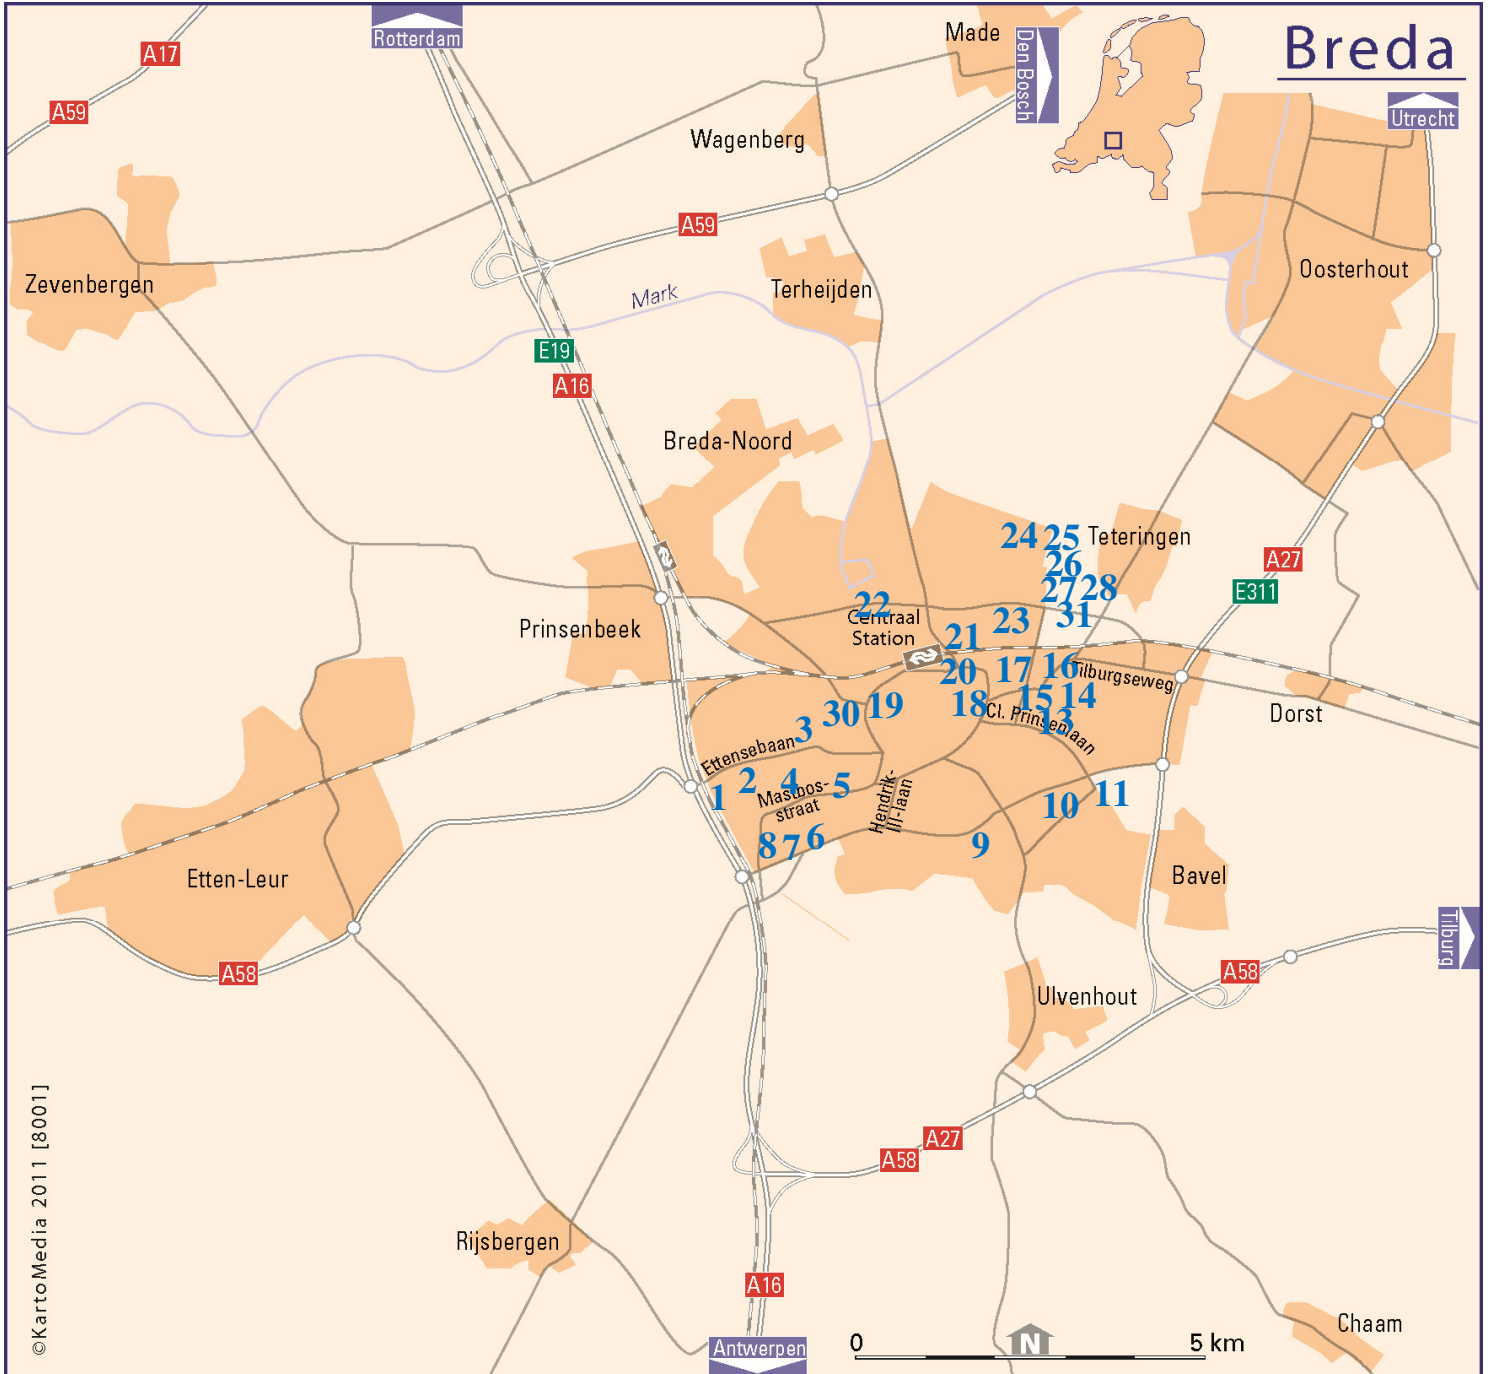 Breda
Rotterdam
A17
Made
Den Bosch
A59
Utrecht
Wagenberg
A59
Zevenbergen
Terheijden
Oosterhout
Mark
E19
A16
Breda-Noord
24 25
Teteringen
26
A27
27 28
E311
22
31
Centraal
Station
23
Prinsenbeek
21
20
17
16
Tilburgseweg
15 14
18
19
30
Cl. Prinsenlaan
13
Dorst
3
Ettensebaan
2
4
5
1
Mastbos-
straat
Hendrik-
III-laan
10
11
6
8
7
9
Etten-Leur
Bavel
Tilburg
A58
A58
Ulvenhout
A27
A58
Rijsbergen
A16
Antwerpen
Chaam
0
N
5 km
©KartoMedia 2011 [8001]